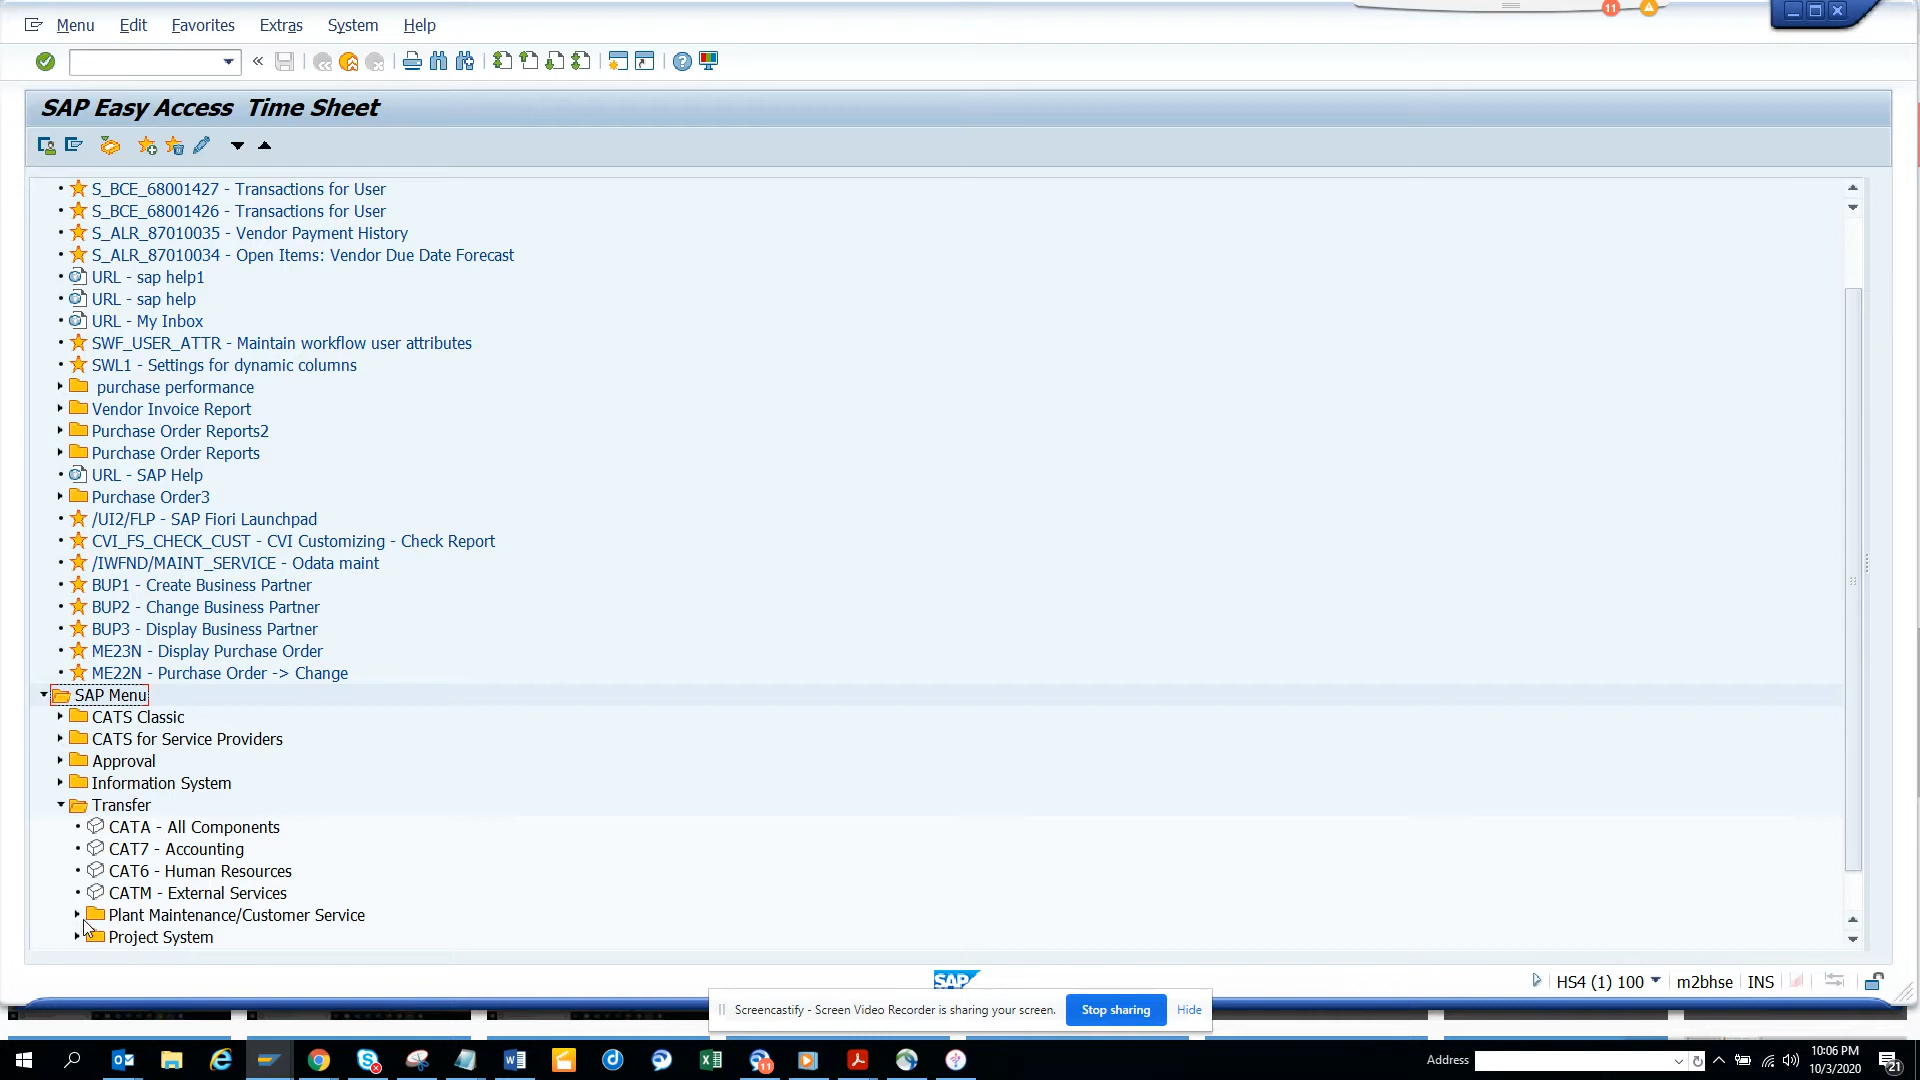 Menu Edit Favorites Extras System Help
11
SAP Easy Access Time Sheet
S_BCE_68001427 - Transactions for User
S_BCE_68001426 - Transactions for User
S_ALR_87010035 - Vendor Payment History
S_ALR_87010034 - Open Items: Vendor Due Date Forecast
URL - sap help1
URL - sap help
URL - My Inbox
SWF_USER_ATTR - Maintain workflow user attributes
SWL1 - Settings for dynamic columns
purchase performance
Vendor Invoice Report
Purchase Order Reports2
Purchase Order Reports
URL - SAP Help
Purchase Order3
/UI2/FLP - SAP Fiori Launchpad
CVI_FS_CHECK_CUST - CVI Customizing - Check Report
/IWFND/MAINT_SERVICE - Odata maint
BUP1 - Create Business Partner
BUP2 - Change Business Partner
BUP3 - Display Business Partner
ME23N - Display Purchase Order
ME22N - Purchase Order -> Change
SAP Menu
CATS Classic
CATS for Service Providers
Approval
Information System
Transfer
CATA - All Components
CAT7 - Accounting
CAT6 - Human Resources
CATM - External Services
Plant Maintenance/Customer Service
Project System
SAP
HS4 (1) 100 m2bhse INS
Screencastify - Screen Video Recorder is sharing your screen. Stop sharing Hide
11
Address
10:06 PM
10/3/2020
21